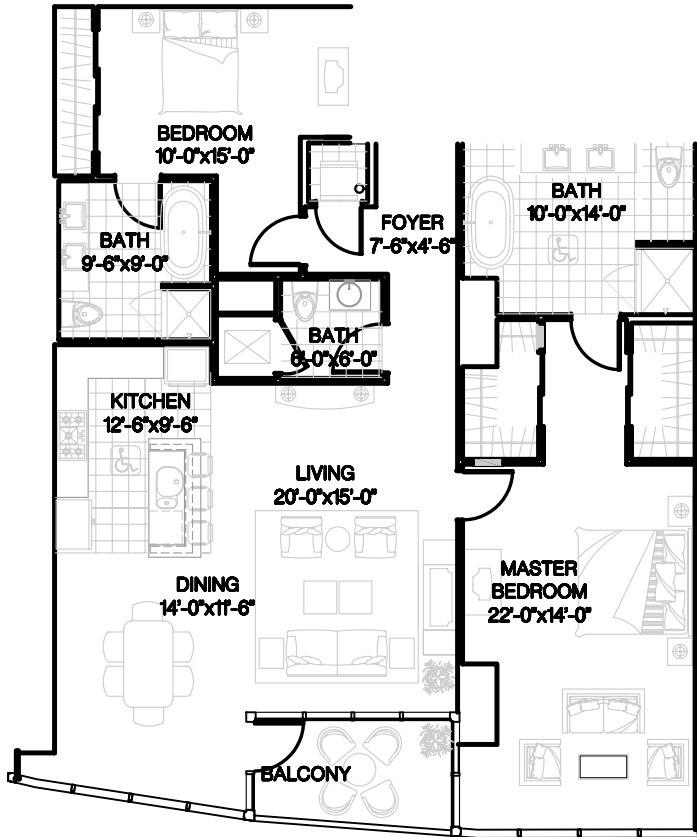 BEDROOM
10'-0"x15'-0"
BATH
10'-0"x14'-0"
FOYER
7'-6"x4'-6"
BATH
9'-6"x9'-0"
BATH
6'-0"x6'-0"
KITCHEN
12'-6"x9'-6"
LIVING
20'-0"x15'-0"
DINING
14'-0"x11'-6"
MASTER
BEDROOM
22'-0"x14'-0"
BALCONY